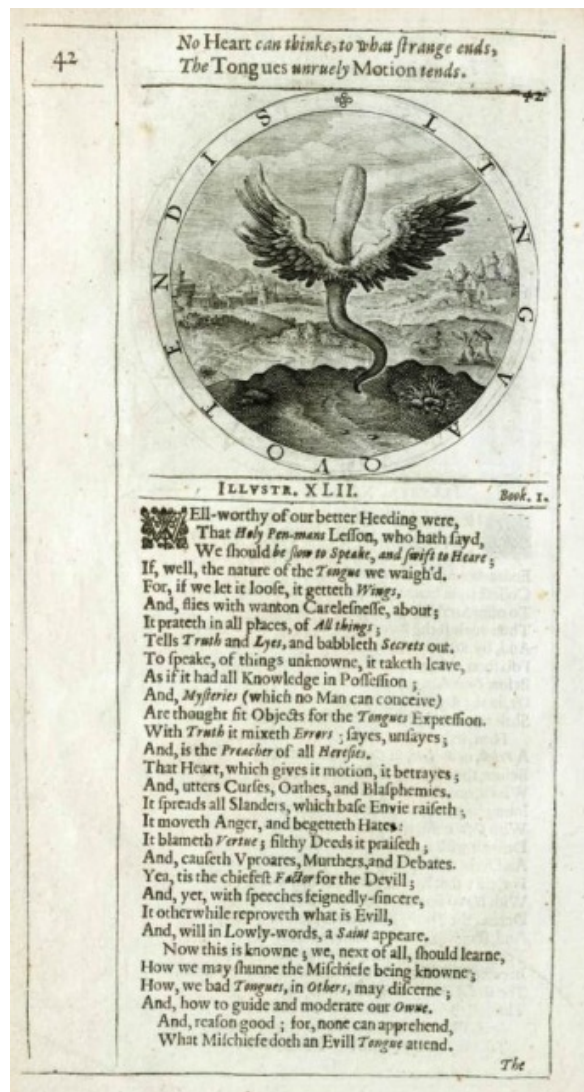 42
No Heart can thinke, to what ſtrange ends,
The Tongues unruely Motion tends.
42
LINGVA QVO TENDIS
ILLVSTR. XLII.
Book. 1.
WEll-worthy of our better Heeding were,
That Holy Pen-mans Leſſon, who hath ſayd,
We ſhould be ſlow to Speake, and ſwift to Heare;
If, well, the nature of the Tongue we waigh'd.
For, if we let it looſe, it getteth Wings,
And, flies with wanton Careleſneſſe, about;
It prateth in all places, of All things;
Tells Truth and Lyes, and babbleth Secrets out.
To ſpeake, of things unknowne, it taketh leave,
As if it had all Knowledge in Poſſeſſion;
And, Myſteries (which no Man can conceive)
Are thought fit Objects for the Tongues Expreſſion.
With Truth it mixeth Errors; ſayes, unſayes;
And, is the Preacher of all Hereſies.
That Heart, which gives it motion, it betrayes;
And, utters Curſes, Oathes, and Blaſphemies.
It ſpreads all Slanders, which baſe Envie raiſeth;
It moveth Anger, and begetteth Hates:
It blameth Vertue; filthy Deeds it praiſeth;
And, cauſeth Vproares, Murthers, and Debates.
Yea, tis the chiefeſt Factor for the Devill;
And, yet, with ſpeeches feignedly-ſincere,
It otherwhile reproveth what is Evill,
And, will in Lowly-words, a Saint appeare.
Now this is knowne; we, next of all, ſhould learne,
How we may ſhunne the Miſchiefe being knowne;
How, we bad Tongues, in Others, may diſcerne;
And, how to guide and moderate our Owne.
And, reaſon good; for, none can apprehend,
What Miſchiefe doth an Evill Tongue attend.
The